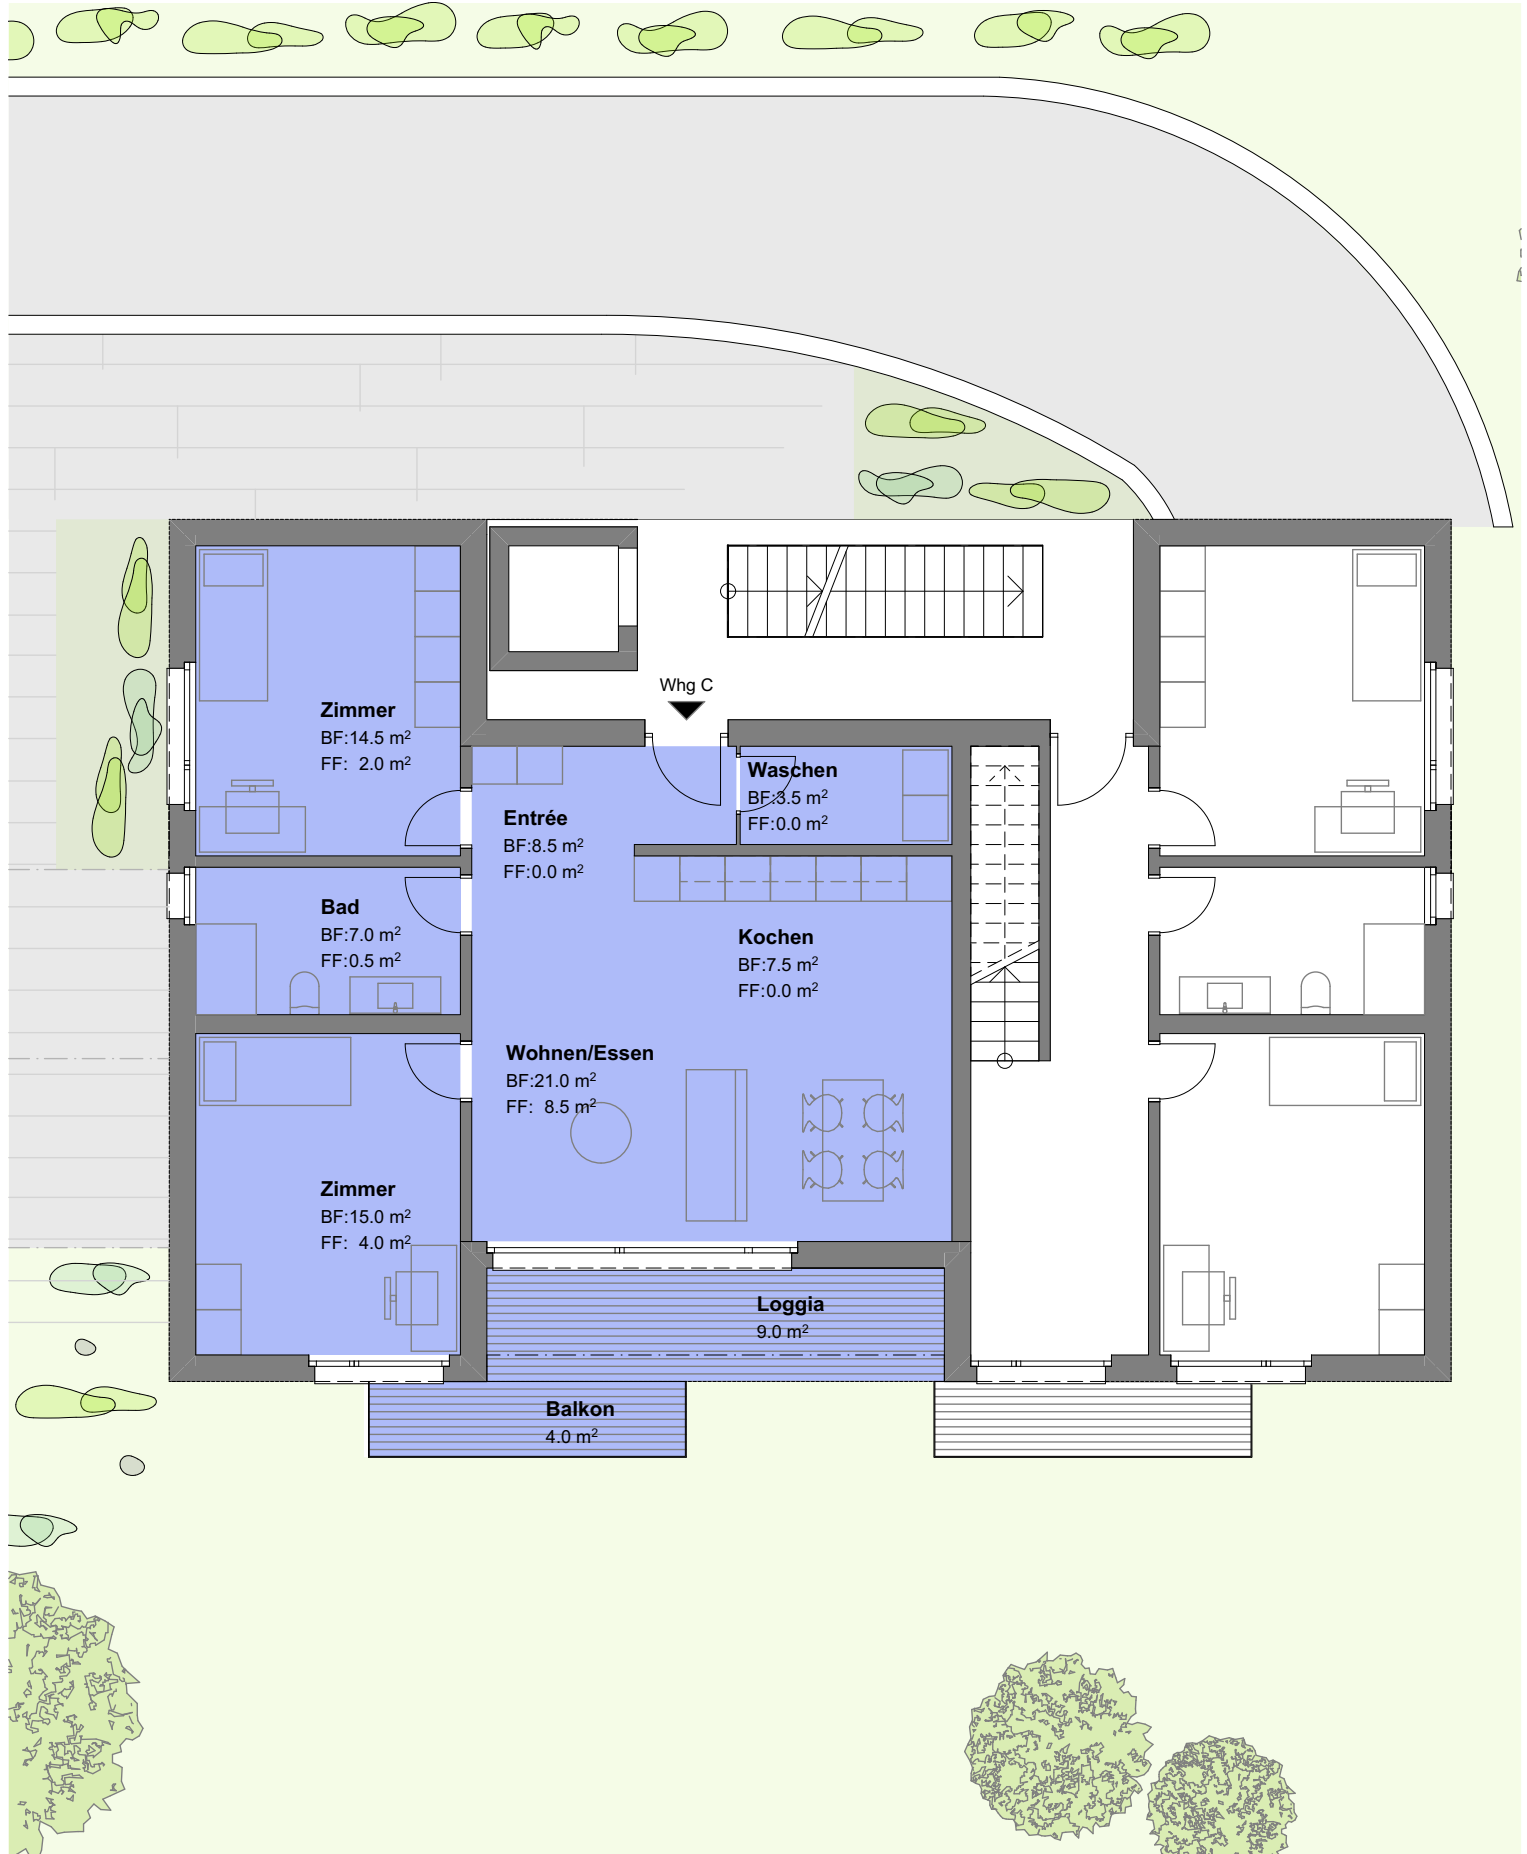 Whg C
Zimmer
BF:14.5 m²
FF: 2.0 m²
Waschen
BF:3.5 m²
FF:0.0 m²
Entrée
BF:8.5 m²
FF:0.0 m²
Bad
BF:7.0 m²
FF:0.5 m²
Kochen
BF:7.5 m²
FF:0.0 m²
Wohnen/Essen
BF:21.0 m²
FF: 8.5 m²
Zimmer
BF:15.0 m²
FF: 4.0 m²
Loggia
9.0 m²
Balkon
4.0 m²